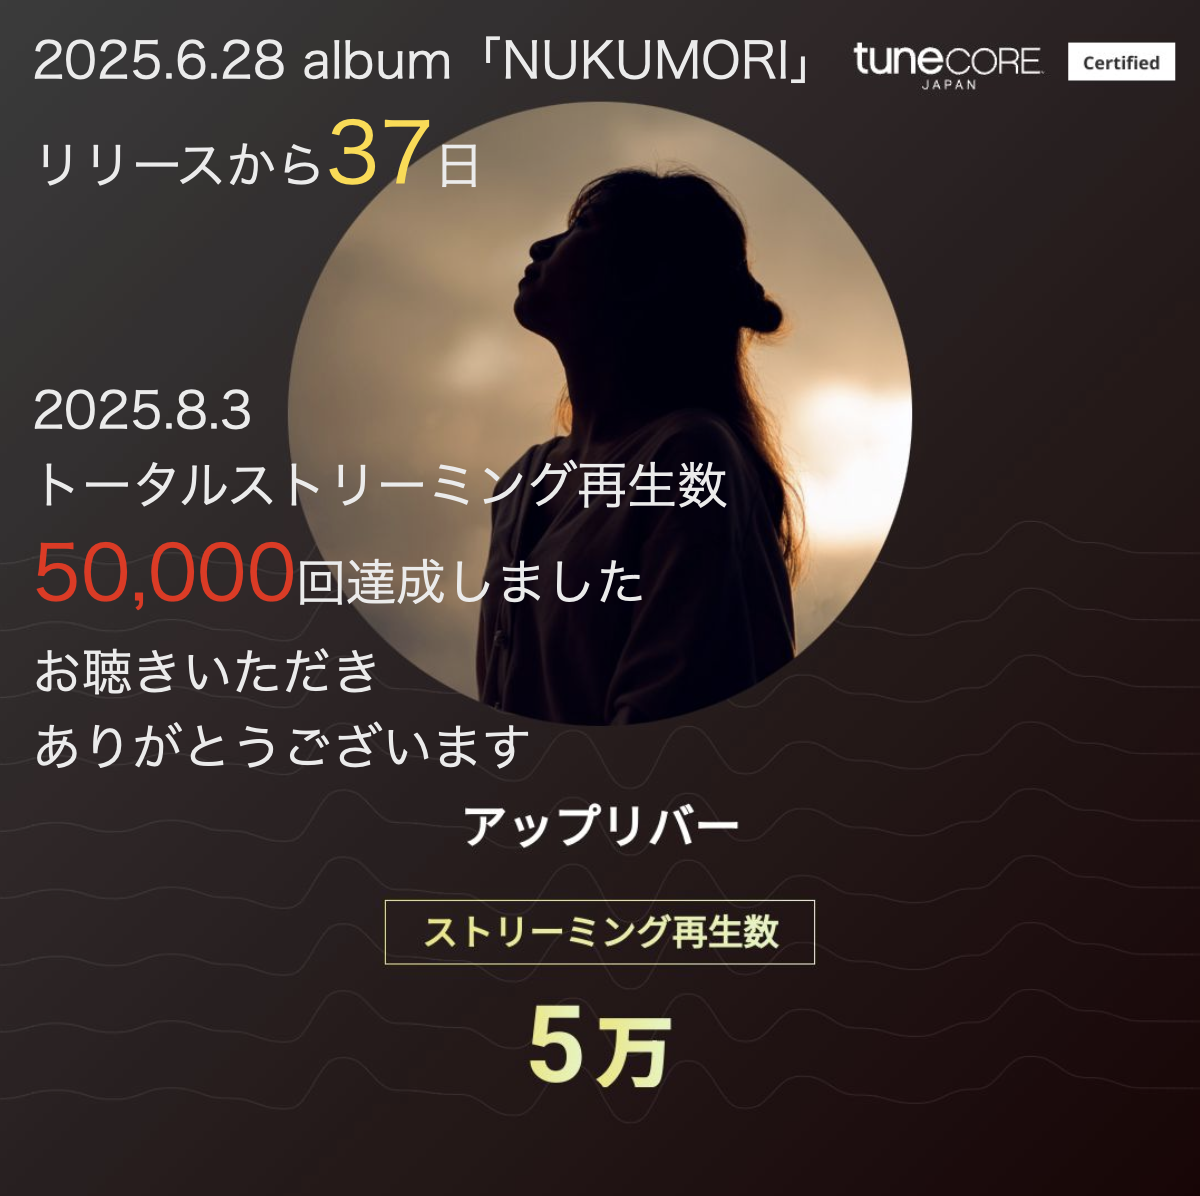 2025.6.28 album「NUKUMORI」
tuneCORE
JAPAN
Certified
リリースから37日
2025.8.3
トータルストリーミング再生数
50,000回達成しました
お聴きいただき
ありがとうございます
アップリバー
ストリーミング再生数
5万